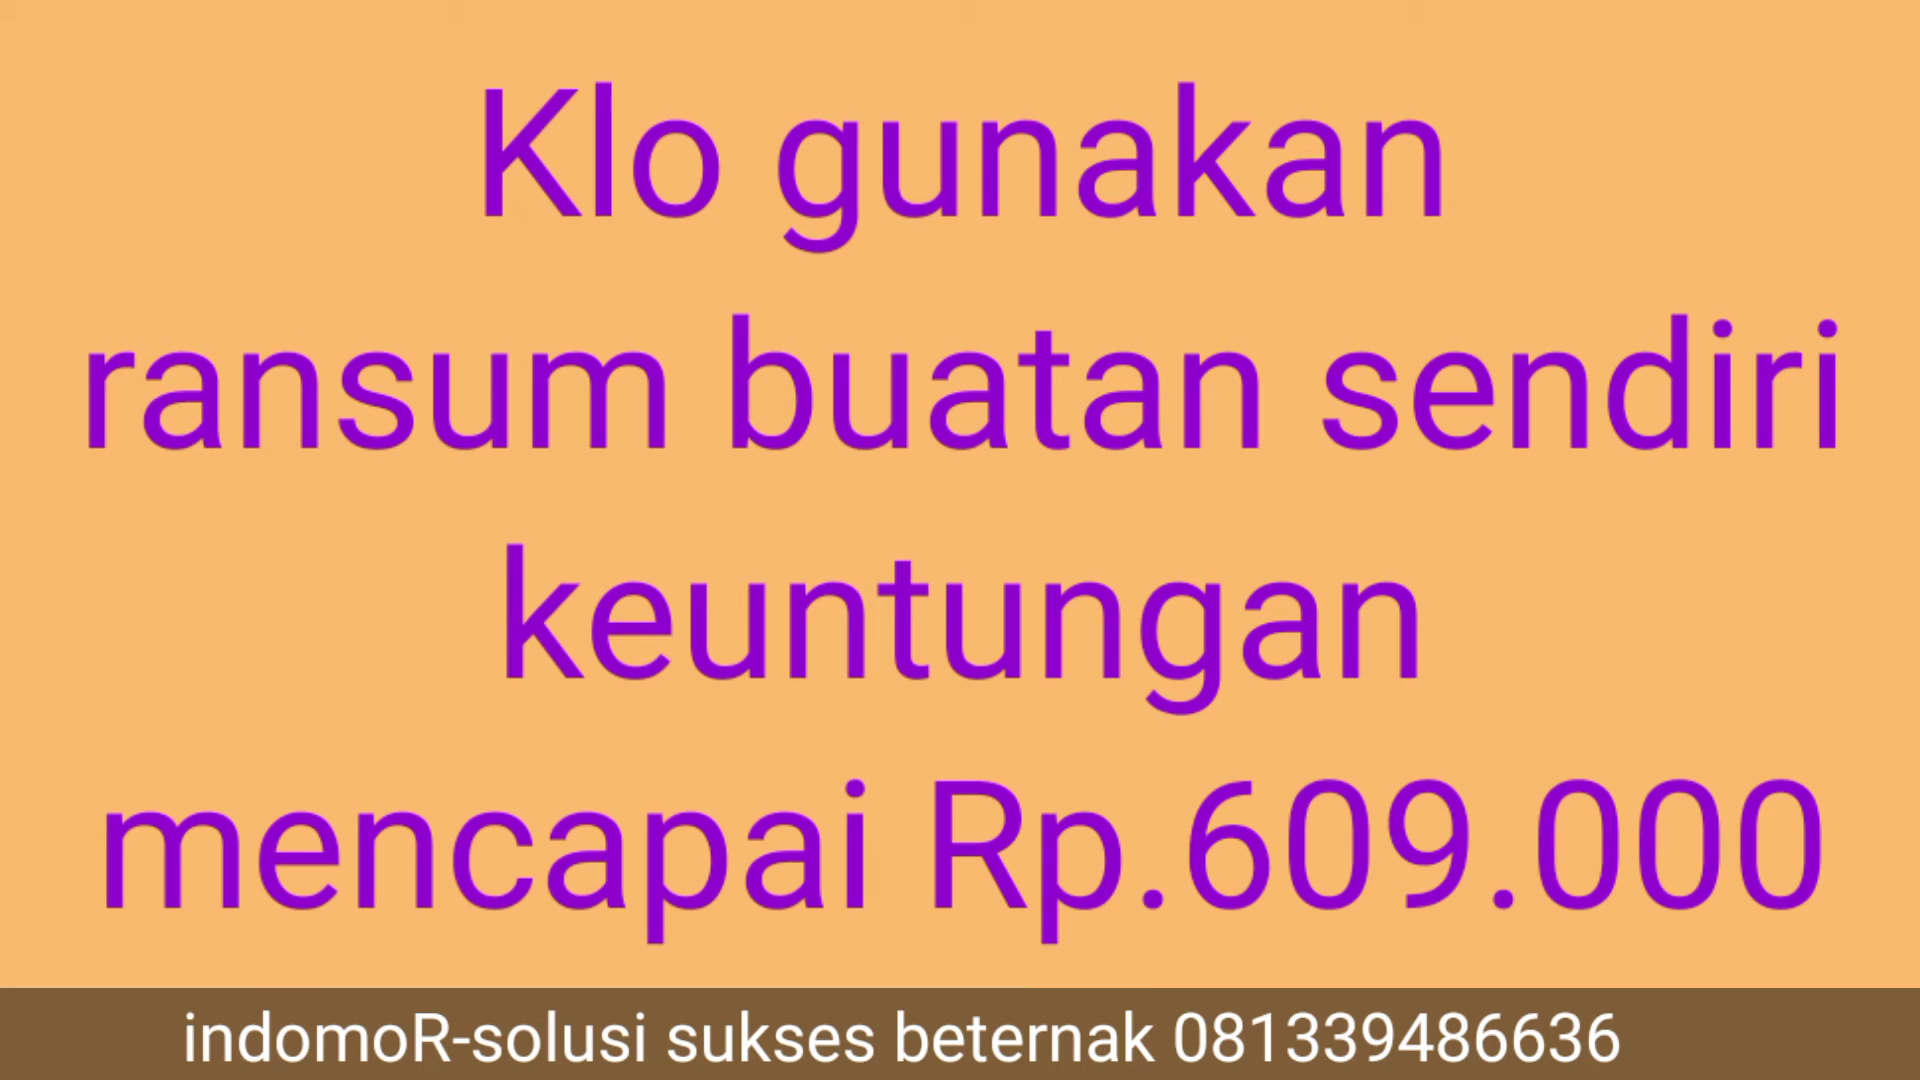 Klo gunakan
ransum buatan sendiri
keuntungan
mencapai Rp.609.000
indomoR-solusi sukses beternak 081339486636